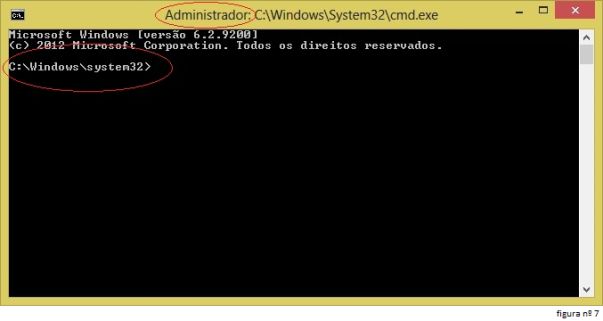 Administrador: C:\Windows\System32\cmd.exe
Microsoft Windows [versão 6.2.9200]
(c) 2012 Microsoft Corporation. Todos os direitos reservados.
C:\Windows\system32>
figura nº 7